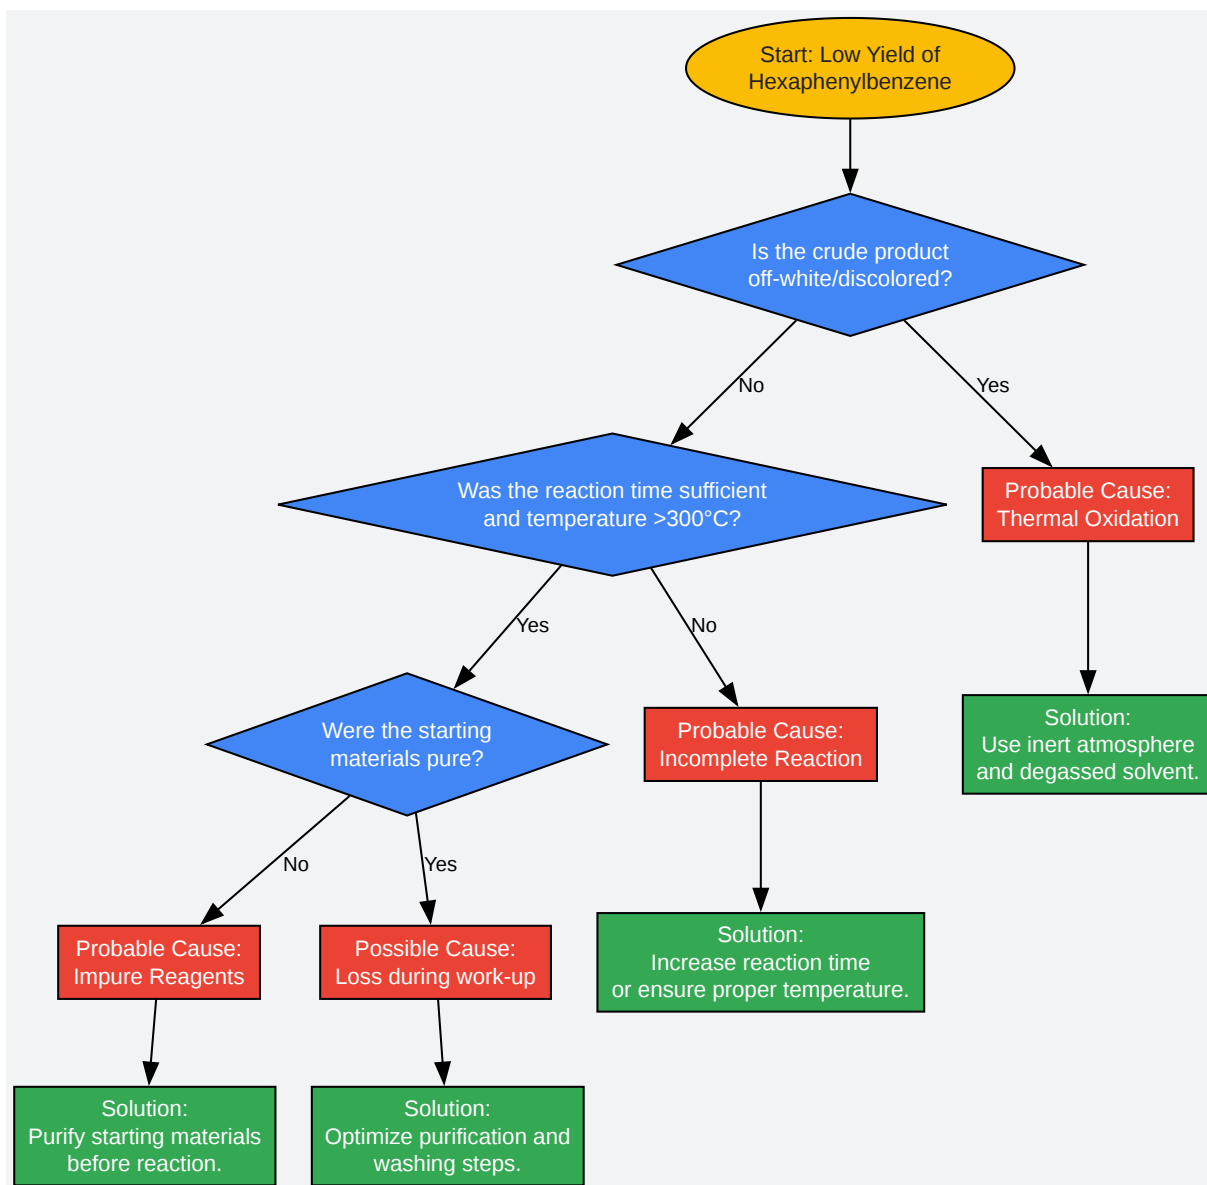 Start: Low Yield of
Hexaphenylbenzene
Is the crude product
off-white/discolored?
No
Yes
Was the reaction time sufficient
and temperature >300°C?
Probable Cause:
Thermal Oxidation
Yes
No
Were the starting
materials pure?
Probable Cause:
Incomplete Reaction
Solution:
Use inert atmosphere
and degassed solvent.
No
Yes
Probable Cause:
Impure Reagents
Possible Cause:
Loss during work-up
Solution:
Increase reaction time
or ensure proper temperature.
Solution:
Purify starting materials
before reaction.
Solution:
Optimize purification and
washing steps.